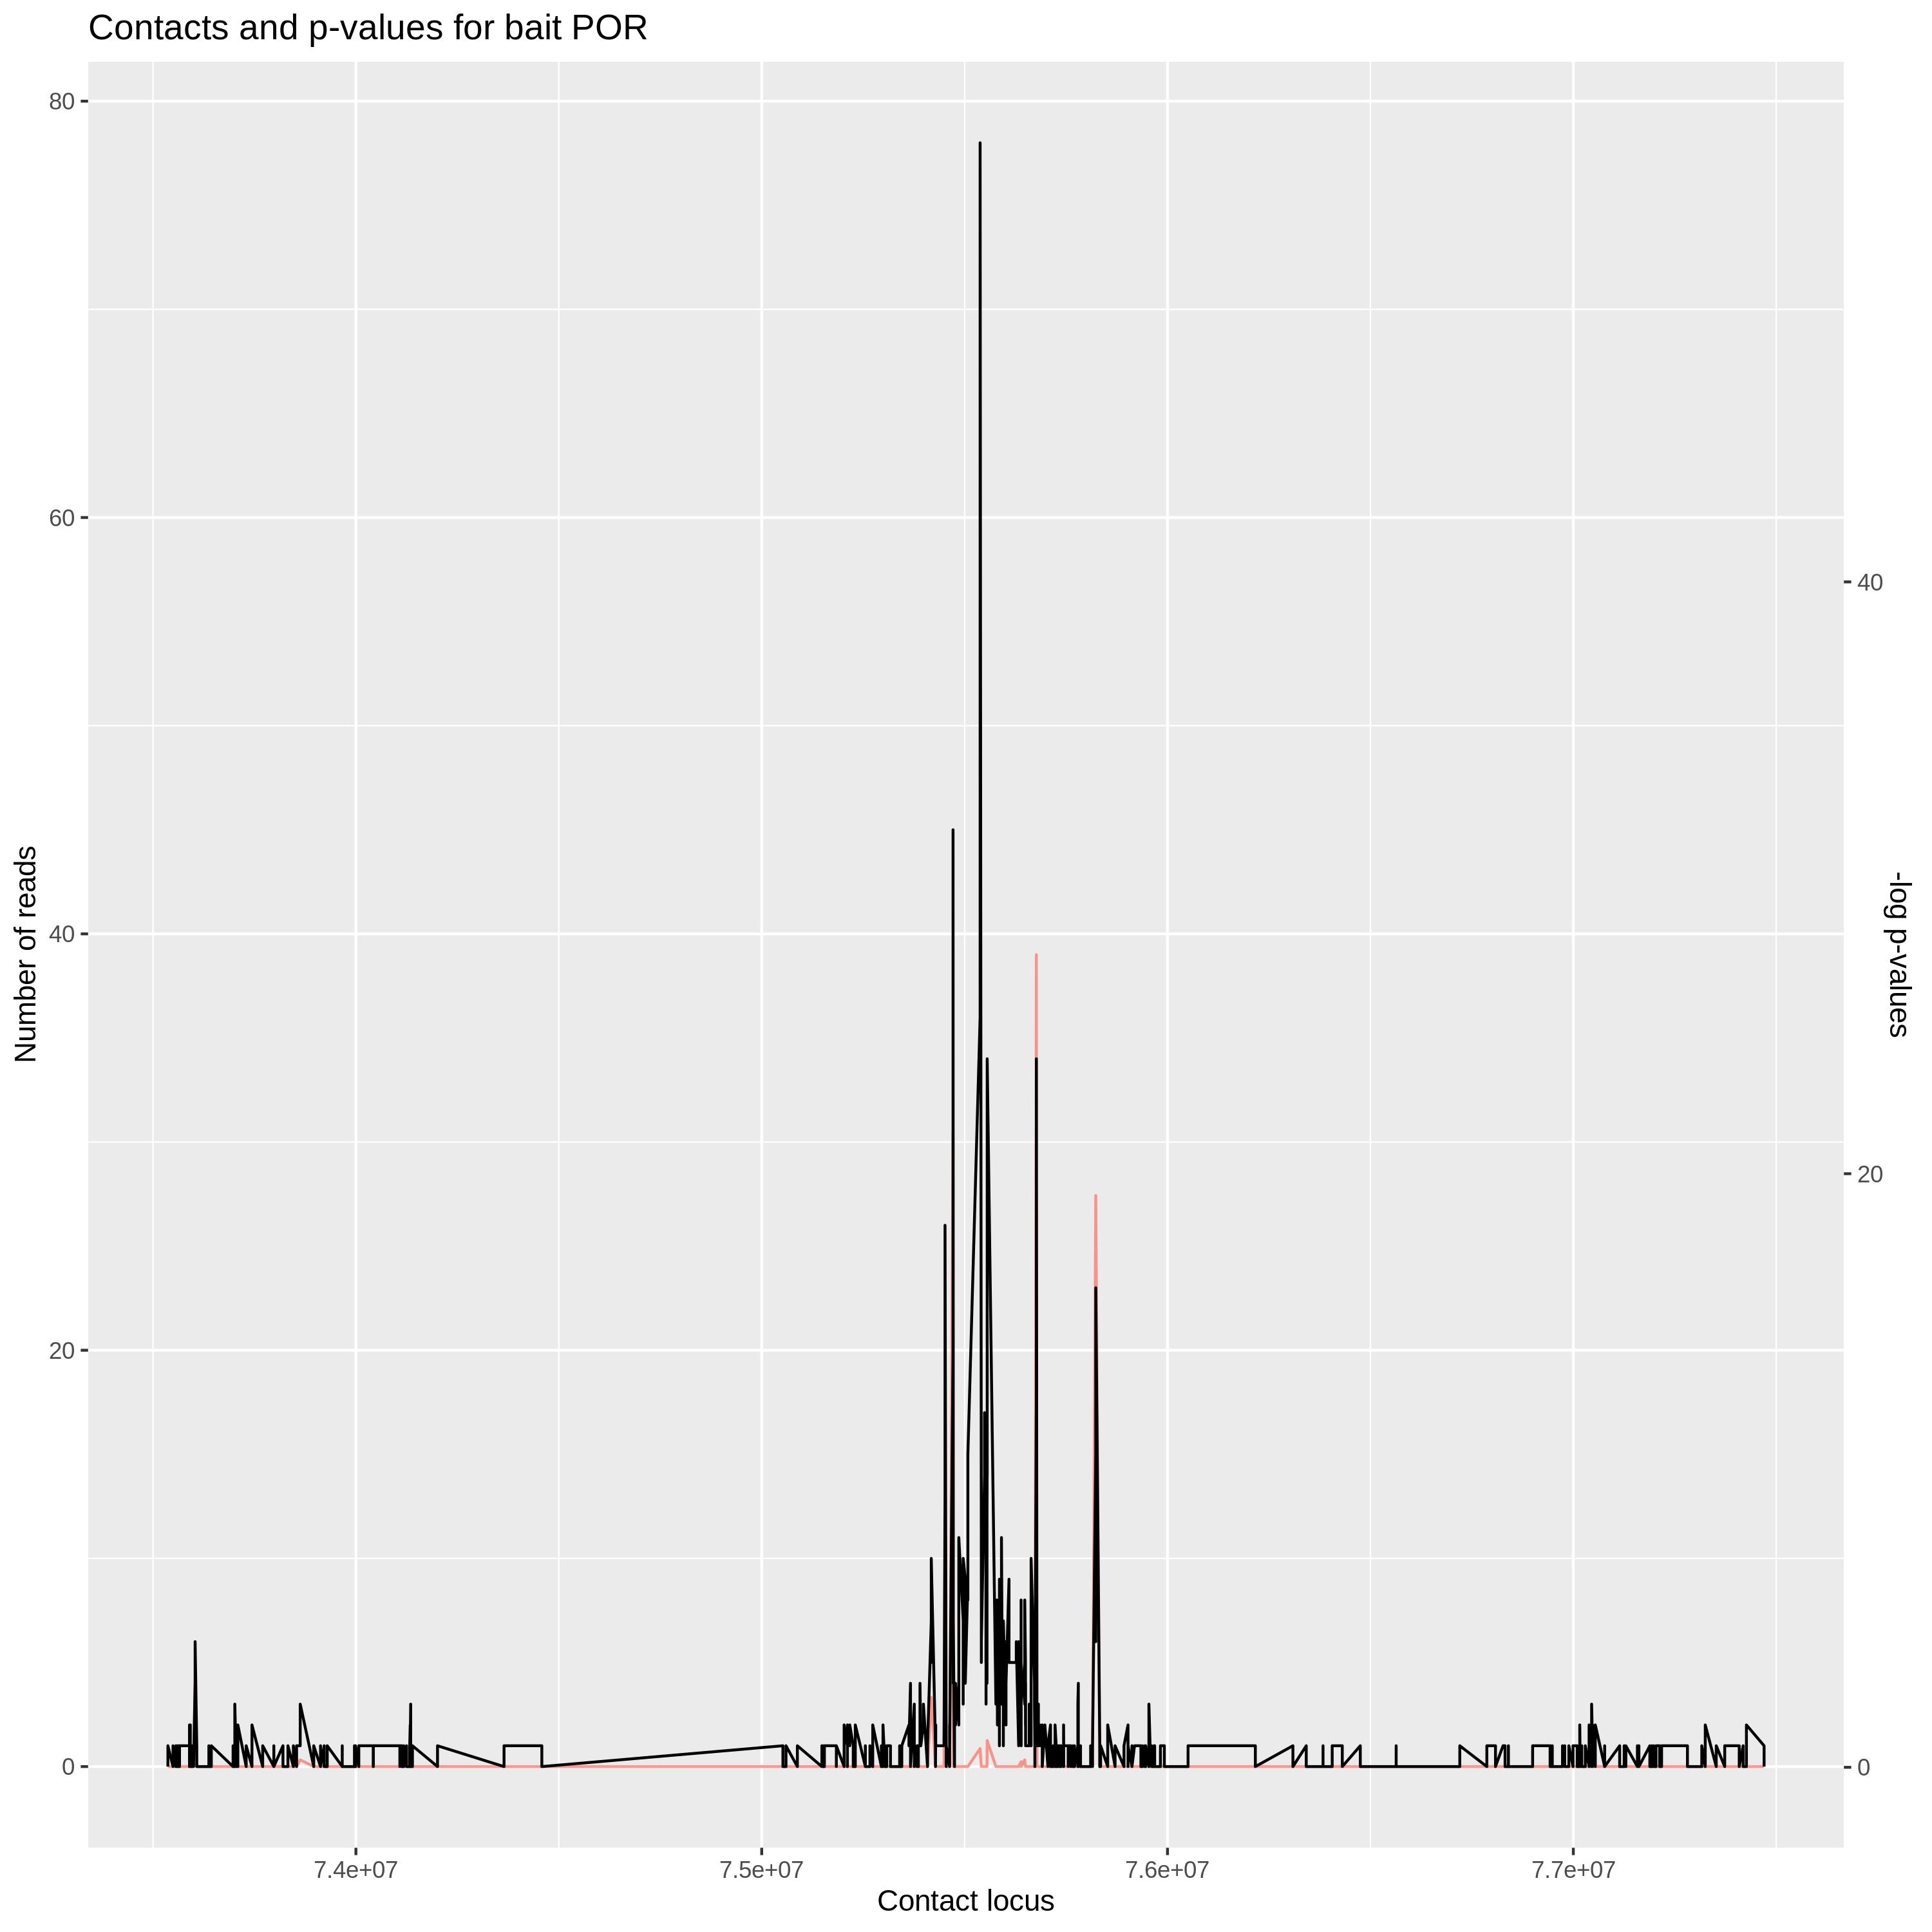 Contacts and p-values for bait POR
80
60
40
20
0
Number of reads
40
20
0
-log p-values
7.4e+07
7.5e+07
7.6e+07
7.7e+07
Contact locus